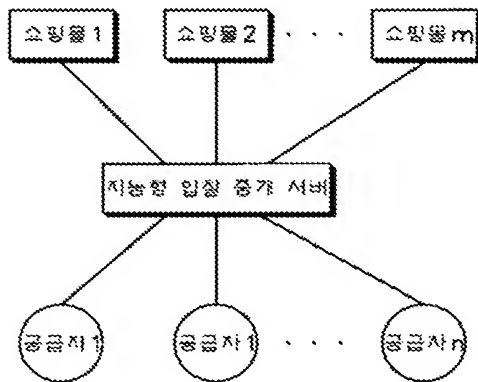 쇼핑몰1 쇼핑몰2 · · · 쇼핑몰m
지능형 입찰 중개 서버
공급자1 공급자1 · · · 공급자n